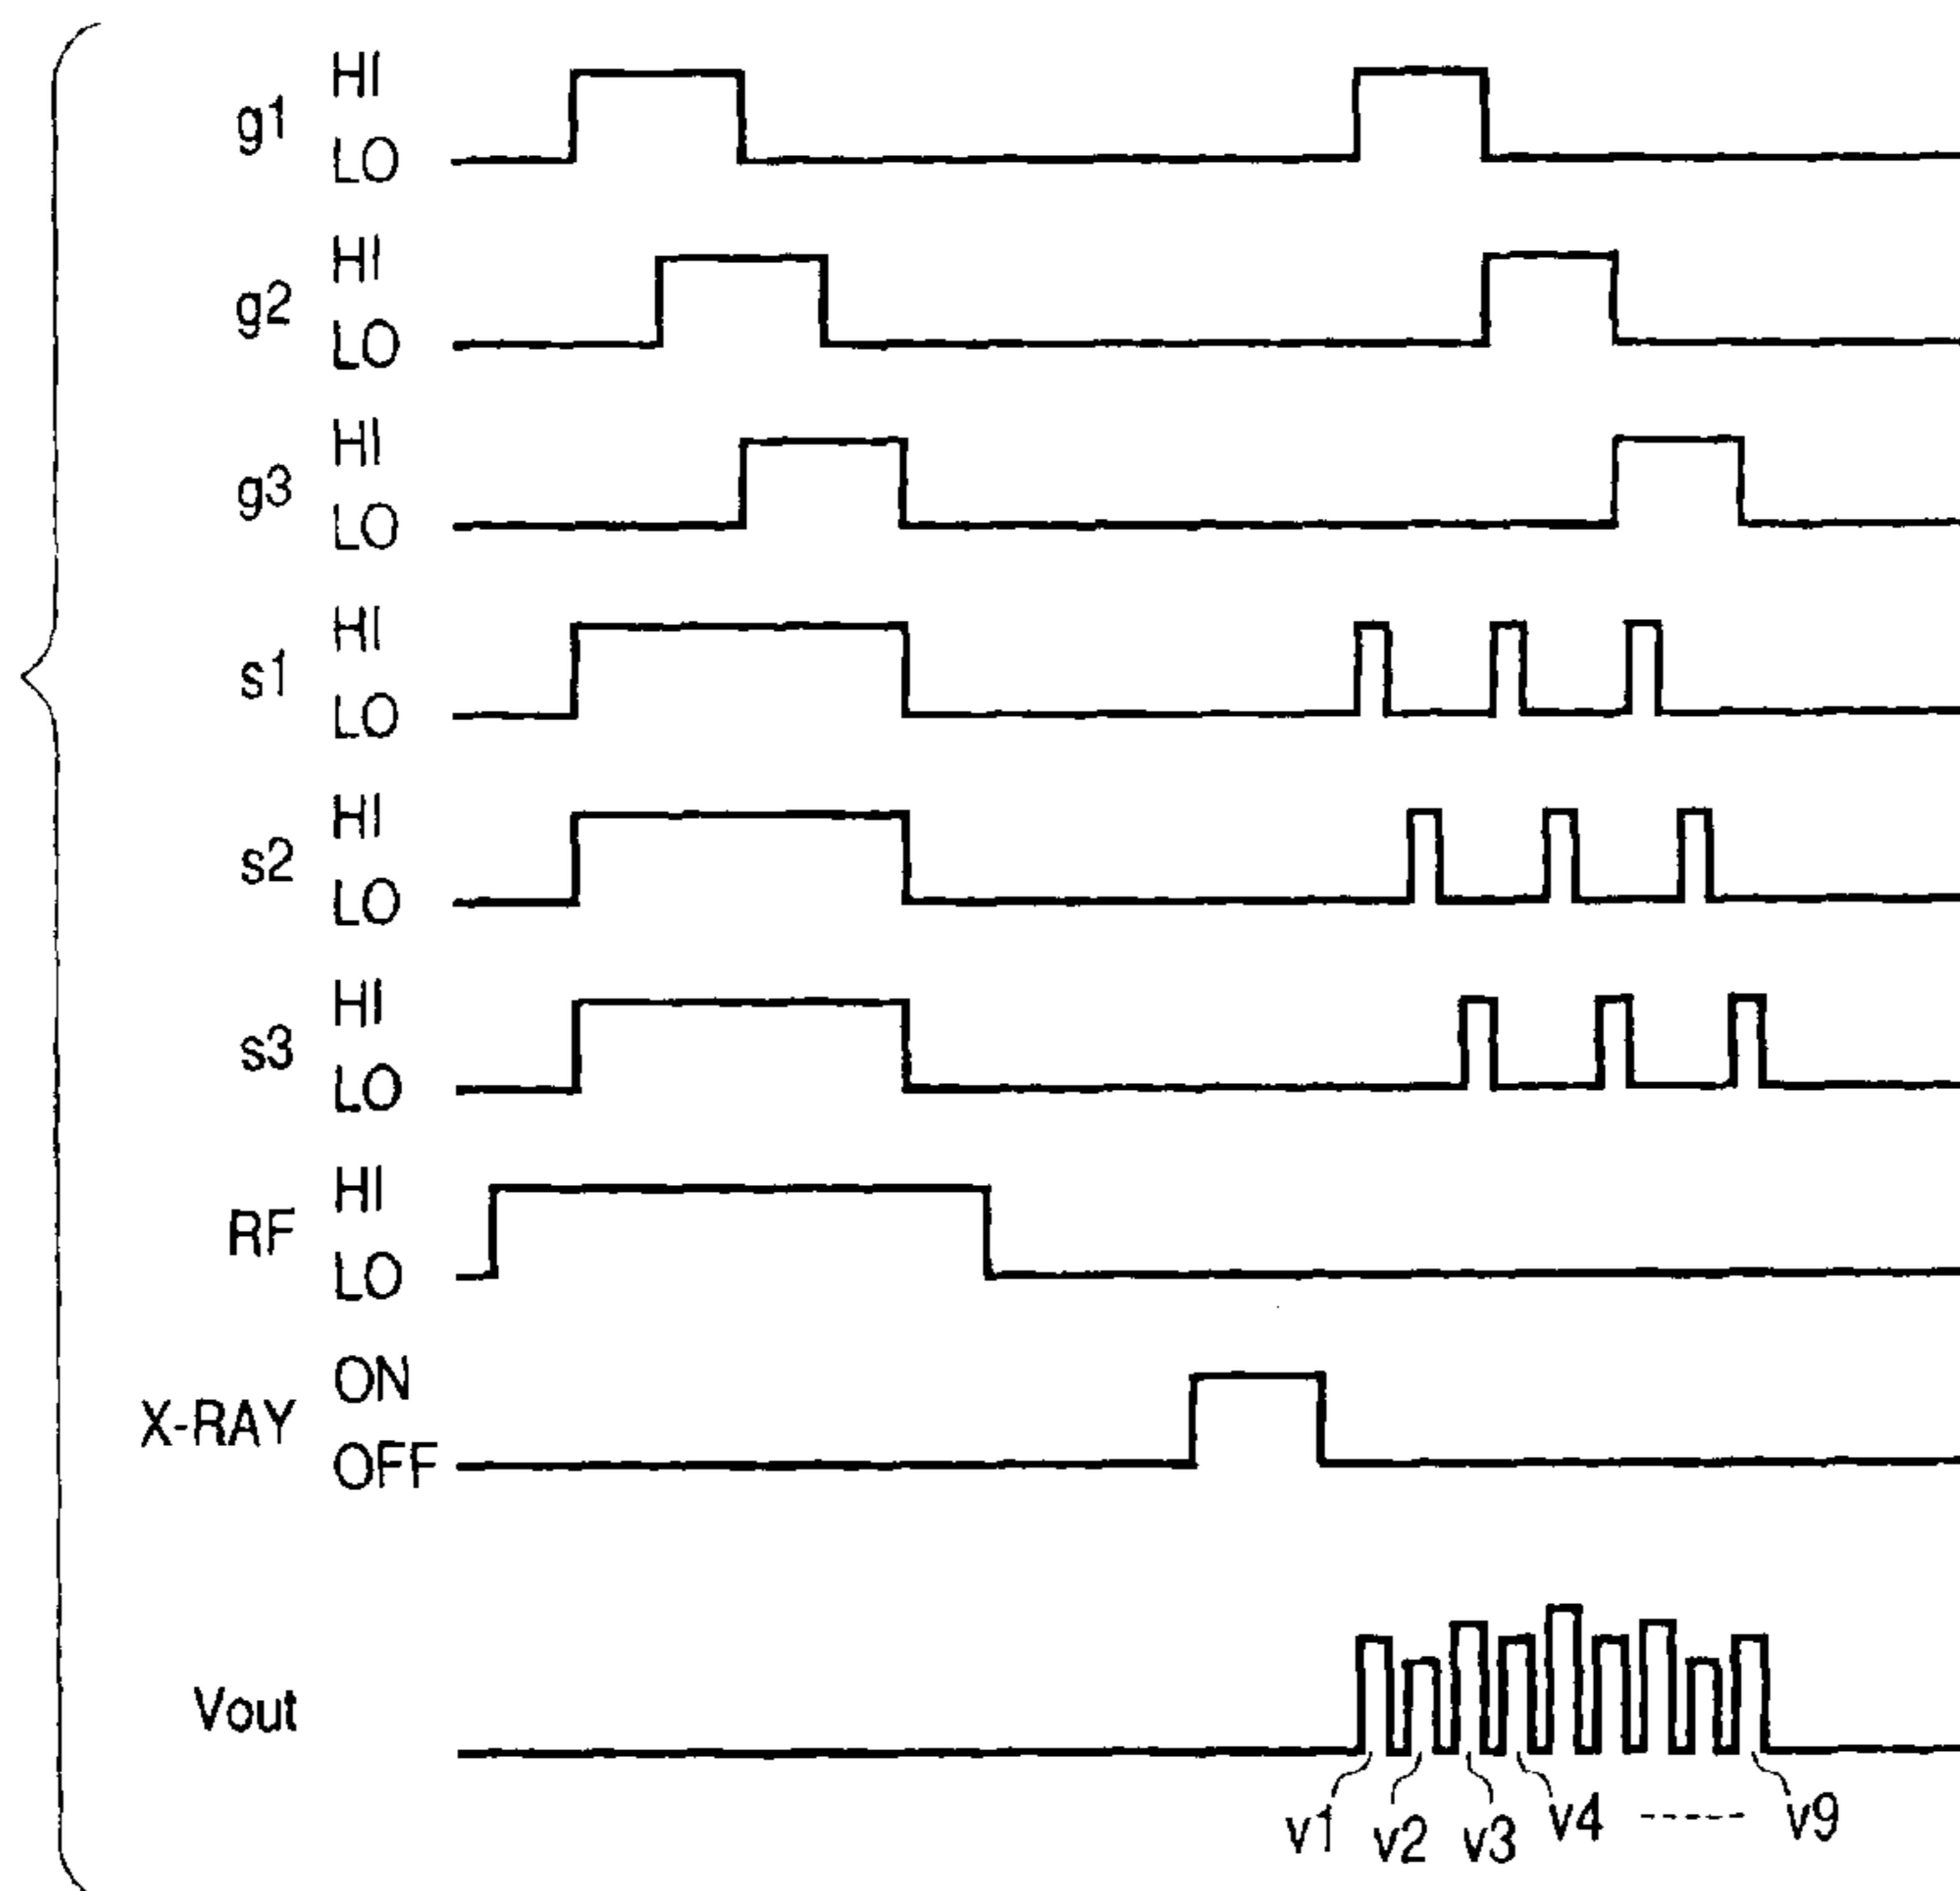 g1 HI LO
g2 HI LO
g3 HI LO
s1 HI LO
s2 HI LO
s3 HI LO
RF HI LO
X-RAY ON OFF
Vout
v1 v2 v3 v4 ----- v9